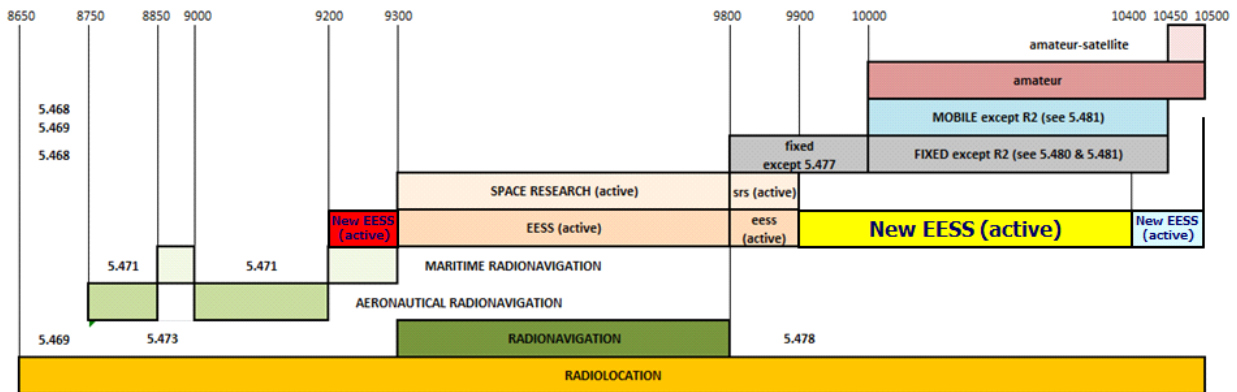 8650 8750 8850 9000 9200 9300 9800 9900 10000 10400 10450 10500
amateur-satellite
amateur
5.468
MOBILE except R2 (see 5.481)
5.469
fixed
except 5.477
5.468
FIXED except R2 (see 5.480 & 5.481)
SPACE RESEARCH (active)
srs (active)
New EESS
(active)
EESS (active)
eess
(active)
New EESS (active)
New EESS
(active)
5.471
5.471
MARITIME RADIONAVIGATION
AERONAUTICAL RADIONAVIGATION
5.469
5.473
RADIONAVIGATION
5.478
RADIOLOCATION